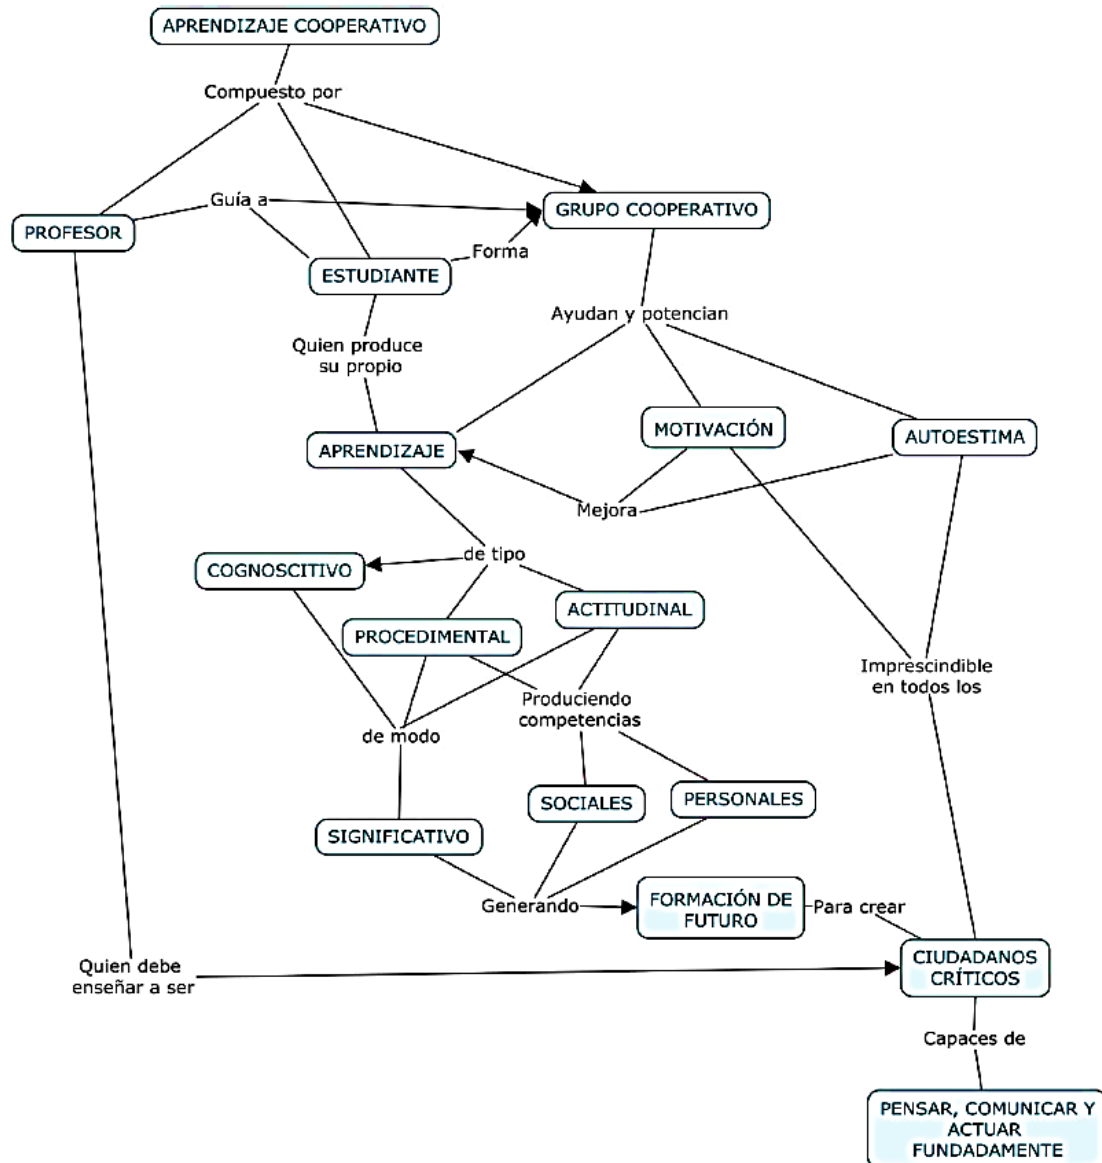 APRENDIZAJE COOPERATIVO
Compuesto por
Guía a
GRUPO COOPERATIVO
PROFESOR
Forma
ESTUDIANTE
Ayudan y potencian
Quien produce
su propio
MOTIVACIÓN
AUTOESTIMA
APRENDIZAJE
Mejora
de tipo
COGNOSCITIVO
ACTITUDINAL
PROCEDIMENTAL
Imprescindible
en todos los
Produciendo
competencias
de modo
SOCIALES
PERSONALES
SIGNIFICATIVO
Generando
FORMACIÓN DE
FUTURO
Para crear
CIUDADANOS
CRÍTICOS
Quien debe
enseñar a ser
Capaces de
PENSAR, COMUNICAR Y
ACTUAR
FUNDADAMENTE